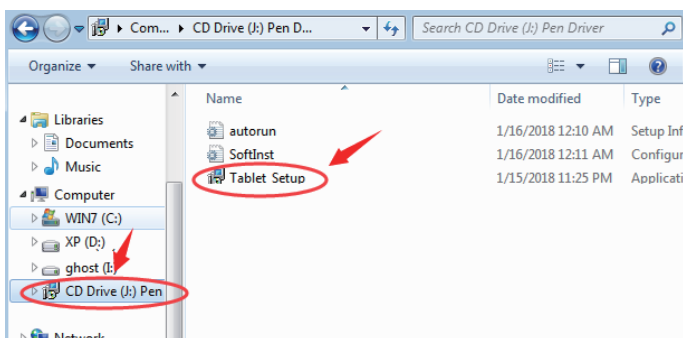 Com... CD Drive (J:) Pen D... Search CD Drive (J:) Pen Driver
Organize Share with
Name Date modified Type
Libraries
Documents
Music
Computer
WIN7 (C:)
XP (D:)
ghost (I:)
CD Drive (J:) Pen
Network
autorun 1/16/2018 12:10 AM Setup Inf
SoftInst 1/16/2018 12:11 AM Configur
Tablet Setup 1/15/2018 11:25 PM Applicati